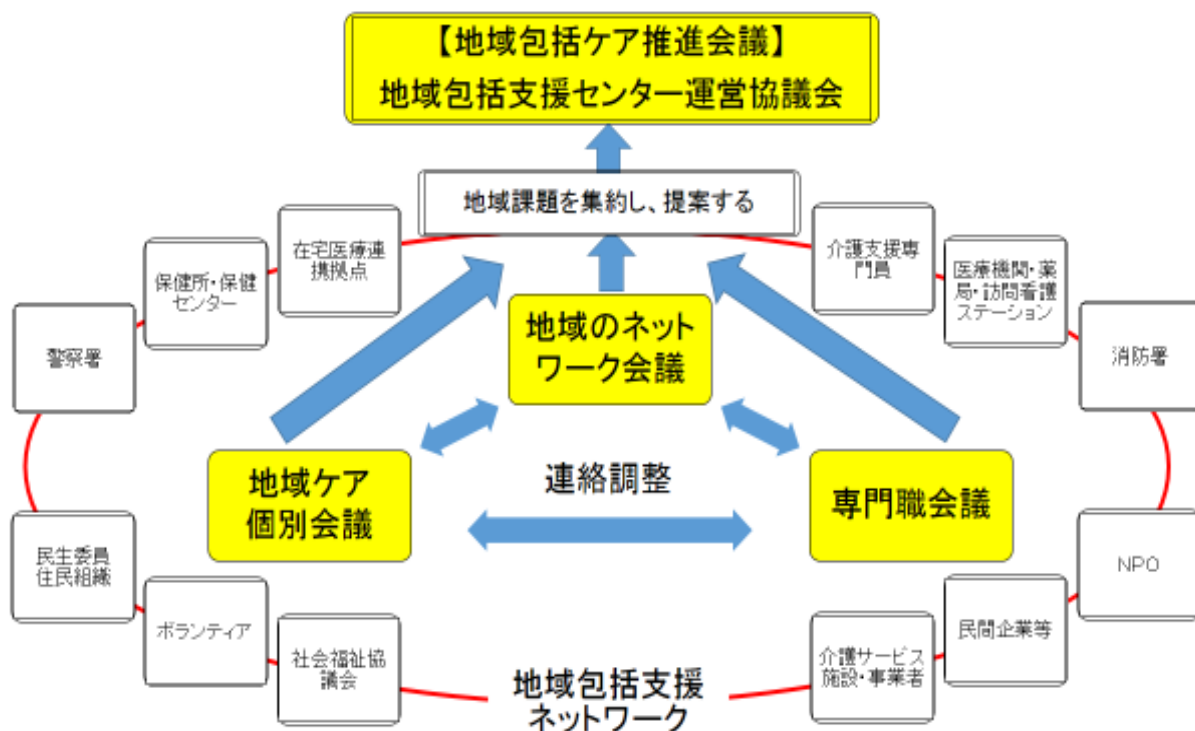 【地域包括ケア推進会議】
地域包括支援センター運営協議会
地域課題を集約し、提案する
在宅医療連
携拠点
介護支援専
門員
保健所・保健
センター
医療機関・薬
局・訪問看護
ステーション
警察署
消防署
地域のネット
ワーク会議
地域ケア
個別会議
連絡調整
専門職会議
民生委員
住民組織
NPO
ボランティア
民間企業等
社会福祉協
議会
介護サービス
施設・事業者
地域包括支援
ネットワーク